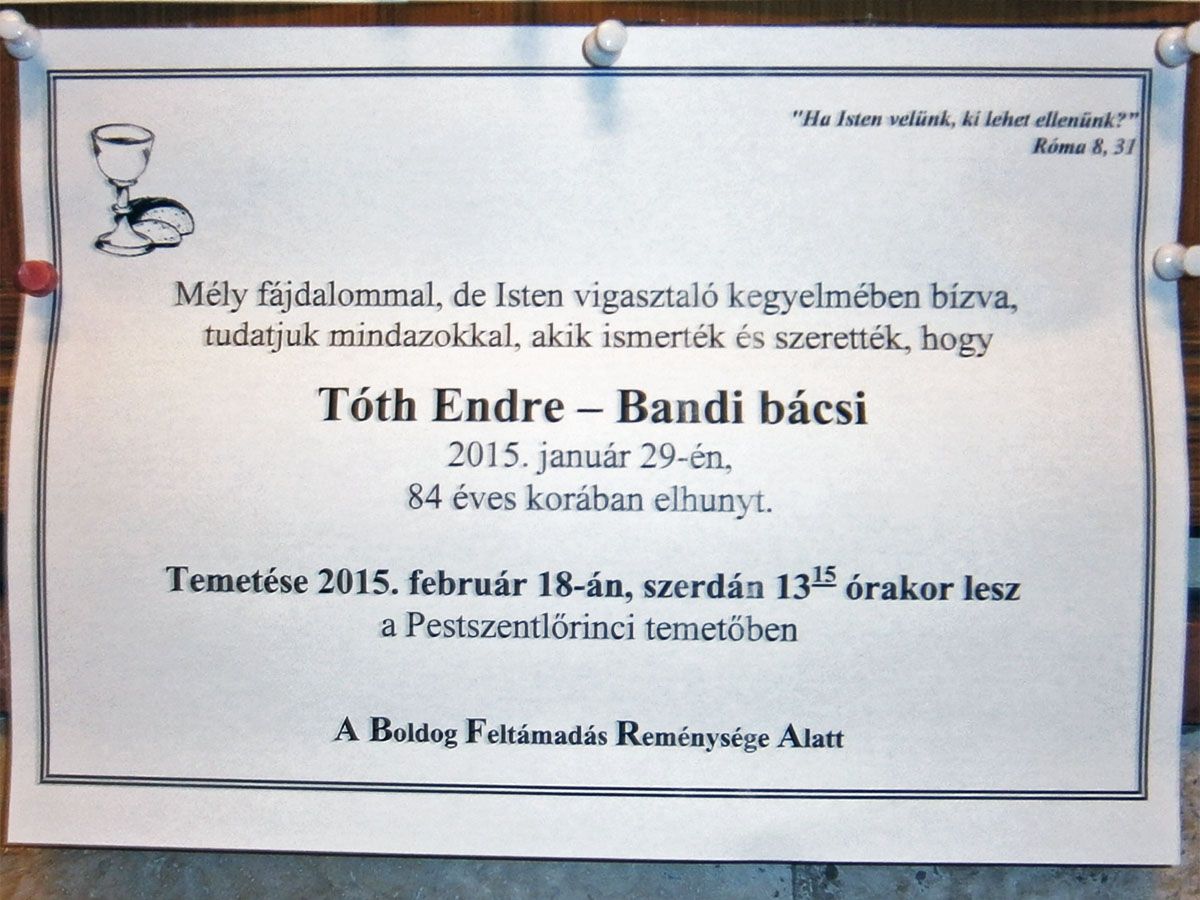 "Ha Isten velünk, ki lehet ellenünk?"
Róma 8, 31
Mély fájdalommal, de Isten vigasztaló kegyelmében bízva,
tudatjuk mindazokkal, akik ismerték és szerették, hogy
Tóth Endre – Bandi bácsi
2015. január 29-én,
84 éves korában elhunyt.
Temetése 2015. február 18-án, szerdán 13¹⁵ órakor lesz
a Pestszentlőrinci temetőben
A Boldog Feltámadás Reménysége Alatt